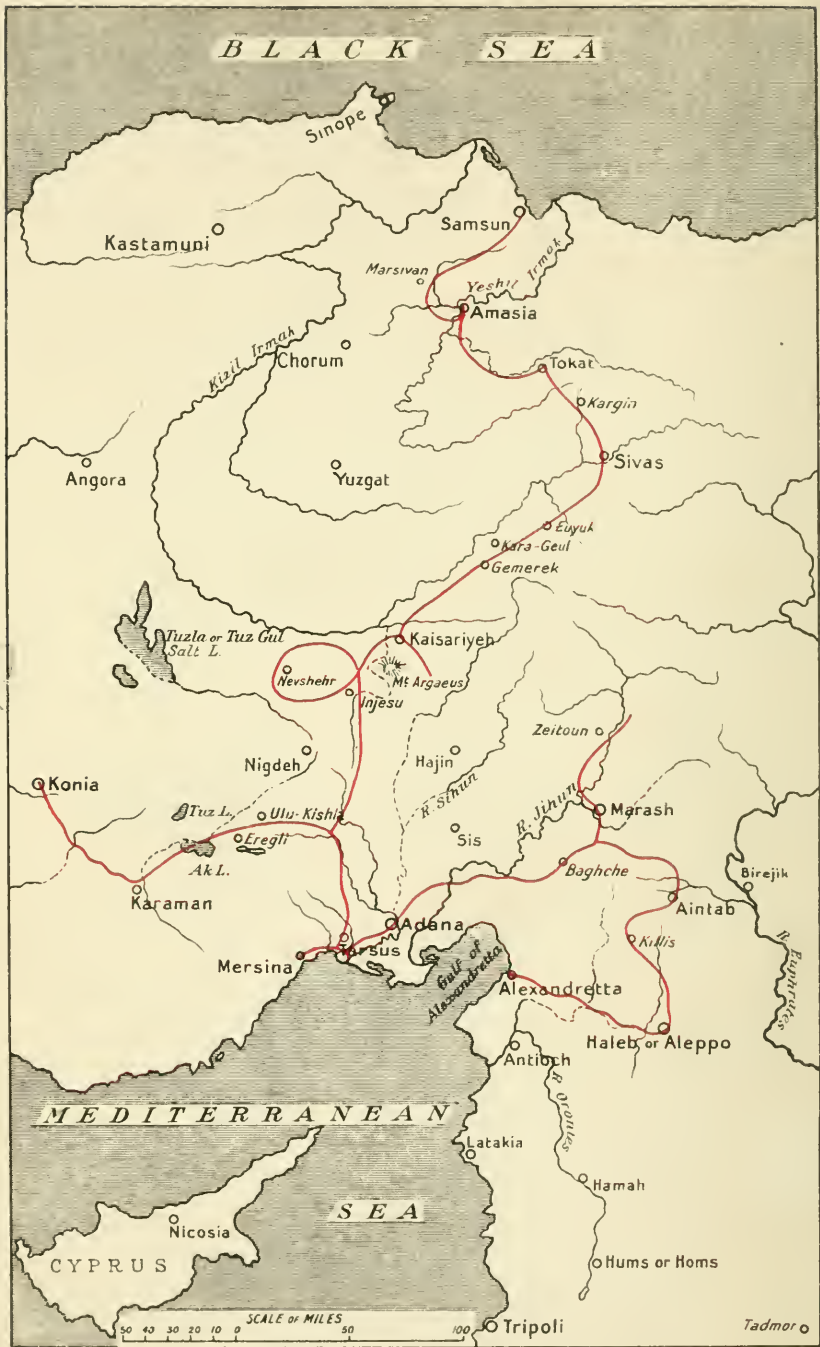 BLACK SEA
Sinope
Kastamuni
Samsun
Marsivan
Yeshil Irmak
Amasia
Kizil Irmak
Chorum
Tokat
Kargin
Angora
Yuzgat
Sivas
Euyuk
Kara-Geul
Gemerek
Tuzla or Tuz Gul
Salt L.
Kaisariyeh
Nevshehr
Mt Argaeus
Injesu
Zeitoun
Nigdeh
Hajin
R. Sihun
Konia
Tuz L.
Ulu-Kishla
Eregli
Sis
R. Jihun
Marash
Ak L.
Baghche
Karaman
Birejik
Aintab
Adana
Tarsus
Killis
Mersina
Gulf of
Alexandretta
Alexandretta
R. Euphrates
Haleb or Aleppo
Antioch
R. Orontes
MEDITERRANEAN
Latakia
Hamah
SEA
Nicosia
CYPRUS
Hums or Homs
SCALE OF MILES
50 40 30 20 10 0 50 100
Tripoli
Tadmor